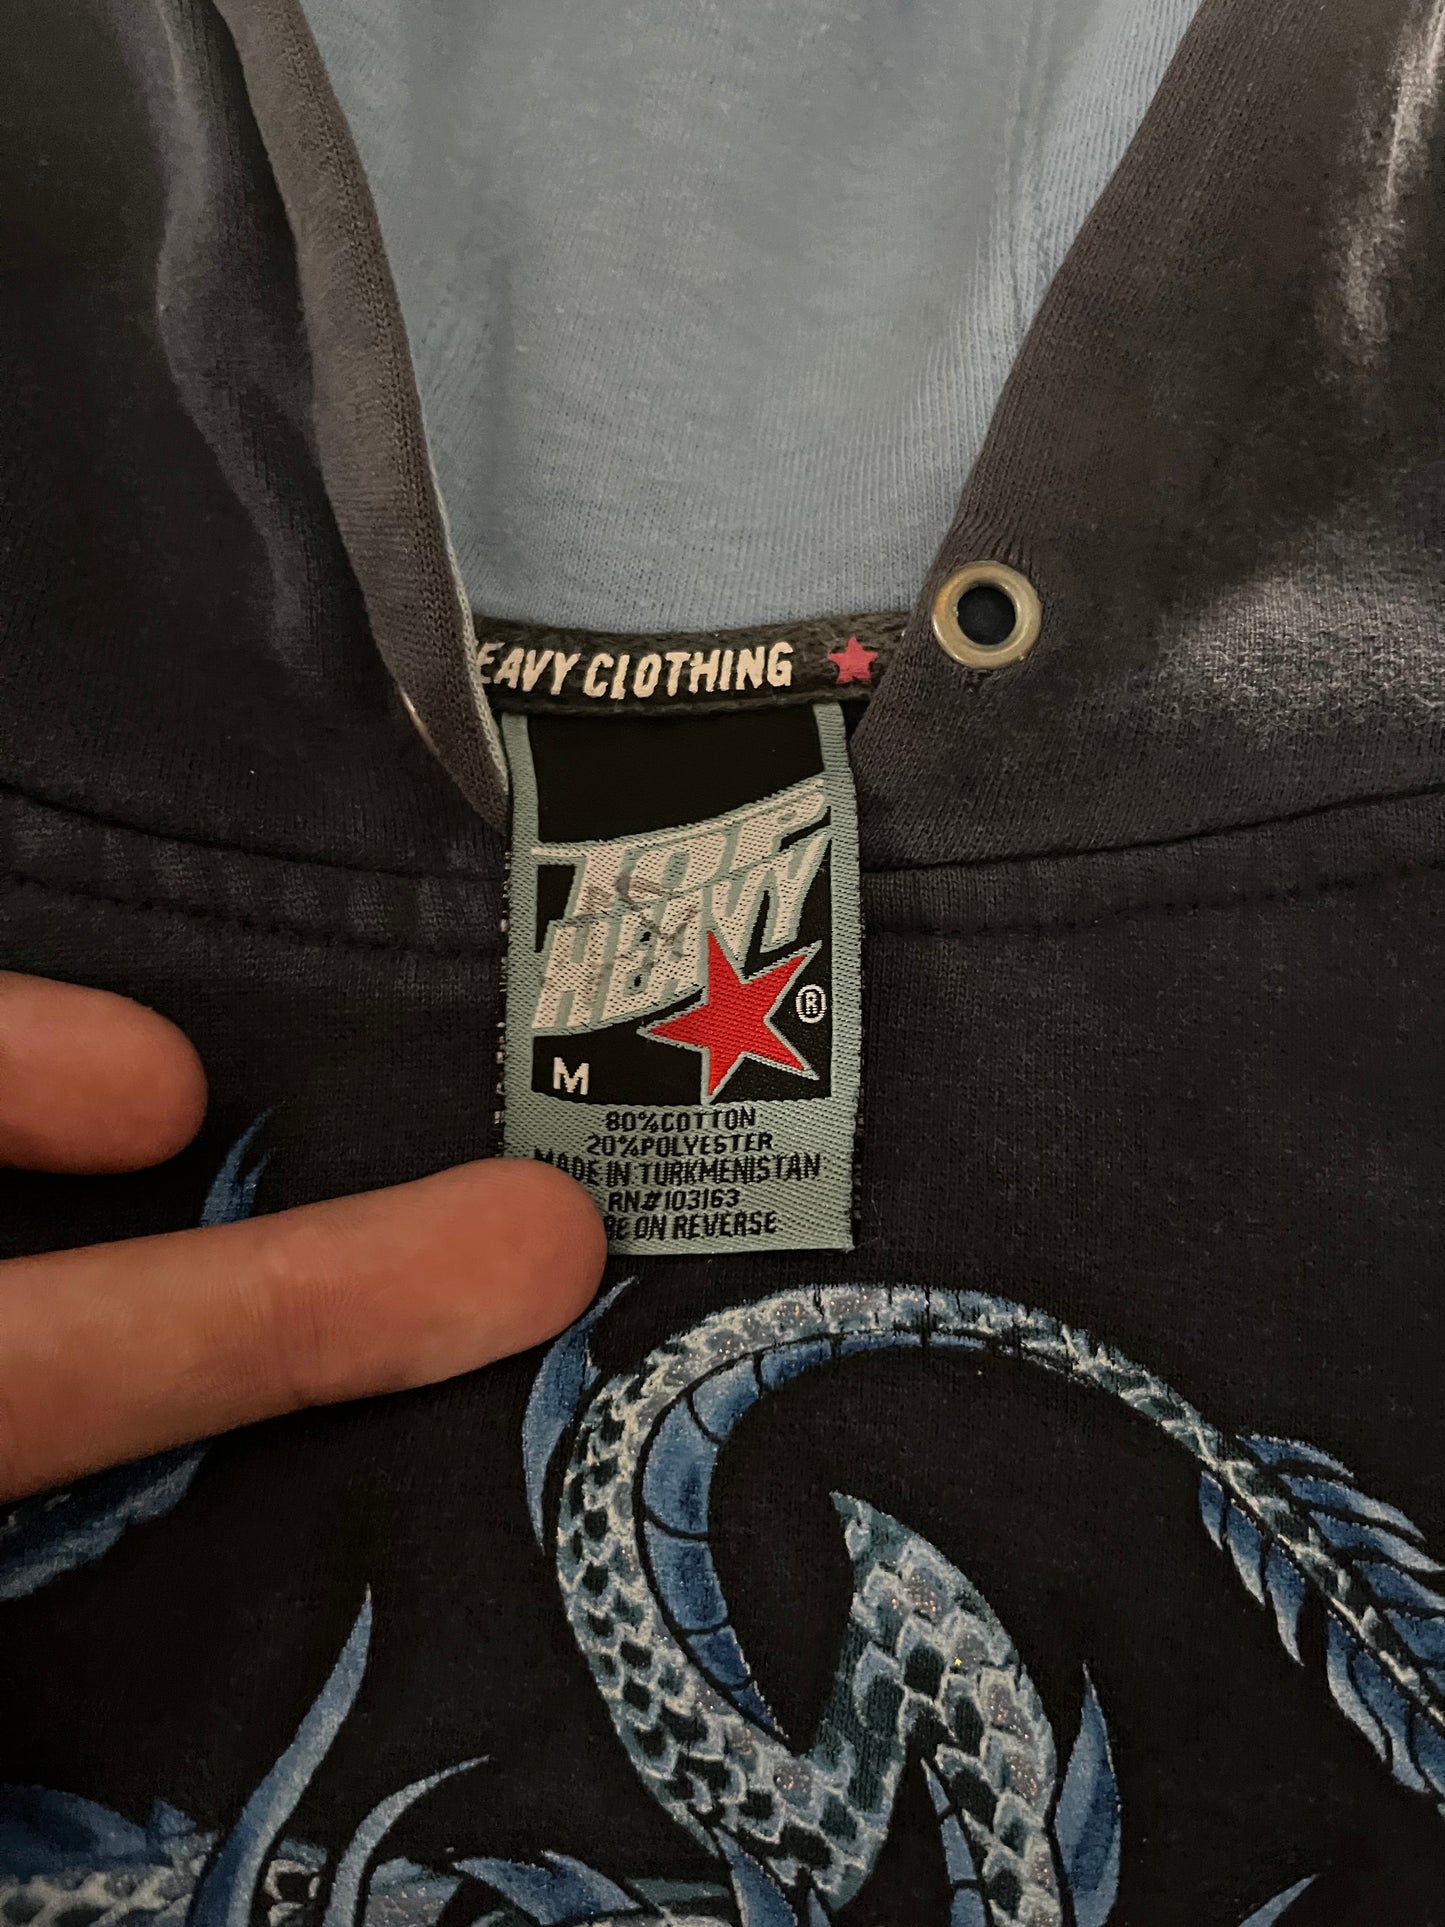 EAVY CLOTHING
TOP
HEAVY
®
M
80% COTTON
20% POLYESTER
MADE IN TURKMENISTAN
RN#103163
ON REVERSE